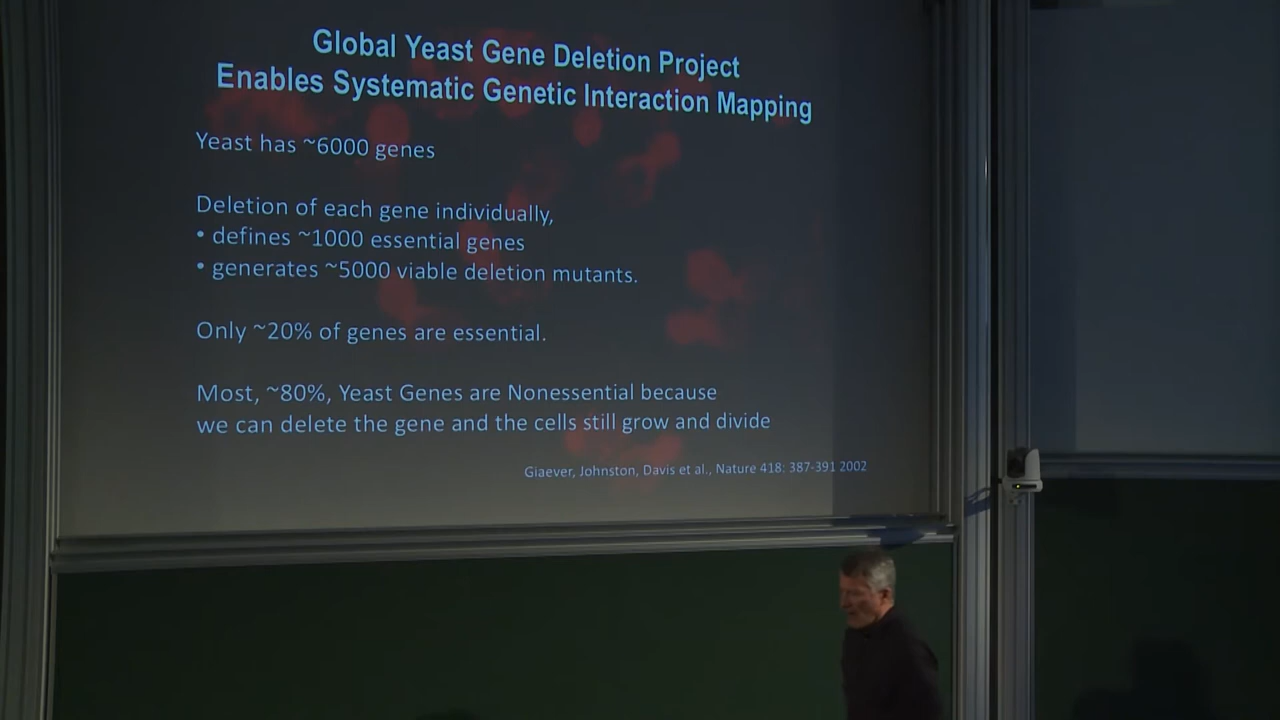 Global Yeast Gene Deletion Project
Enables Systematic Genetic Interaction Mapping
Yeast has ~6000 genes
Deletion of each gene individually,
• defines ~1000 essential genes
• generates ~5000 viable deletion mutants.
Only ~20% of genes are essential.
Most, ~80%, Yeast Genes are Nonessential because
we can delete the gene and the cells still grow and divide
Giaever, Johnston, Davis et al., Nature 418: 387-391 2002